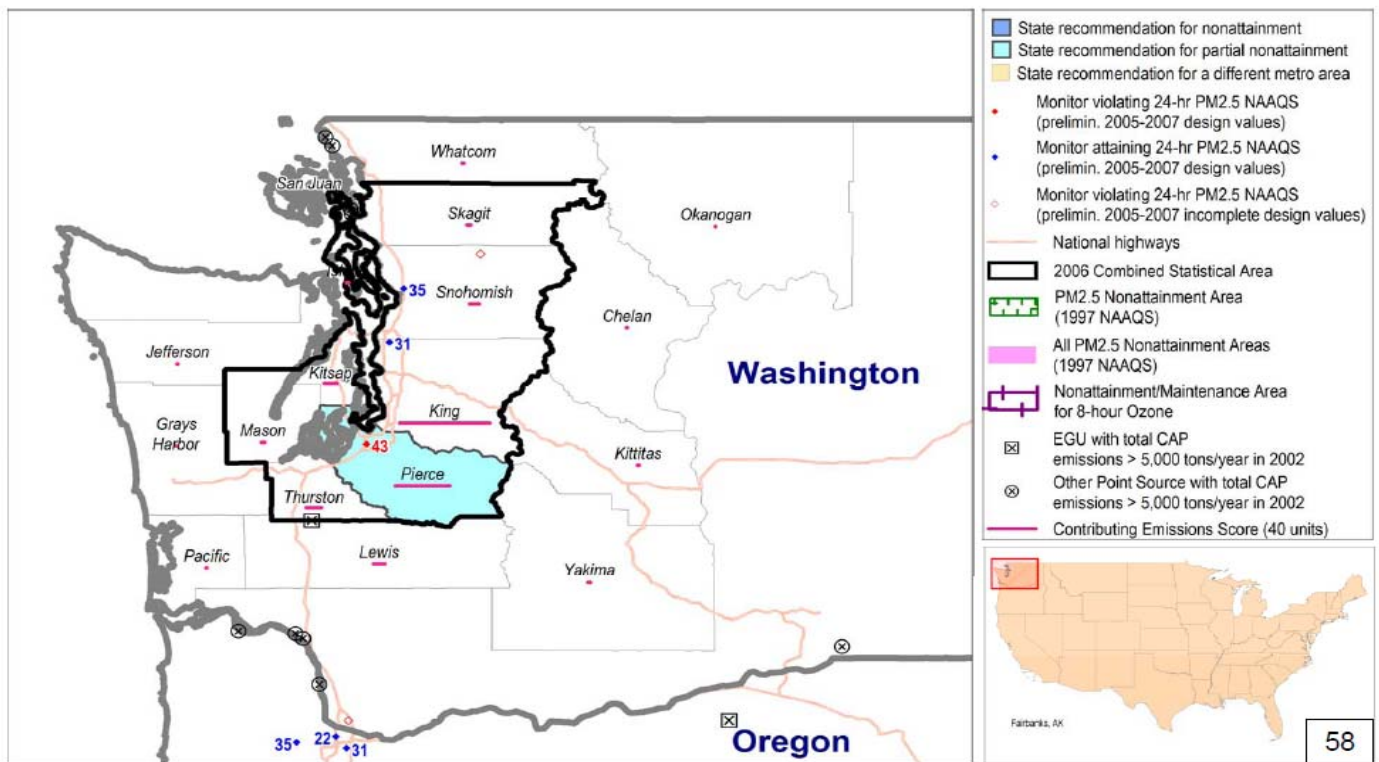 Whatcom
San Juan
Skagit
Okanogan
35
Snohomish
Chelan
31
Jefferson
Kitsap
Washington
Grays
Harbor
Mason
King
43
Kittitas
Pierce
Thurston
Pacific
Lewis
Yakima
35
22
31
Oregon
State recommendation for nonattainment
State recommendation for partial nonattainment
State recommendation for a different metro area
Monitor violating 24-hr PM2.5 NAAQS
(prelimin. 2005-2007 design values)
Monitor attaining 24-hr PM2.5 NAAQS
(prelimin. 2005-2007 design values)
Monitor violating 24-hr PM2.5 NAAQS
(prelimin. 2005-2007 incomplete design values)
National highways
2006 Combined Statistical Area
PM2.5 Nonattainment Area
(1997 NAAQS)
All PM2.5 Nonattainment Areas
(1997 NAAQS)
Nonattainment/Maintenance Area
for 8-hour Ozone
EGU with total CAP
emissions > 5,000 tons/year in 2002
Other Point Source with total CAP
emissions > 5,000 tons/year in 2002
Contributing Emissions Score (40 units)
Fairbanks, AK
58